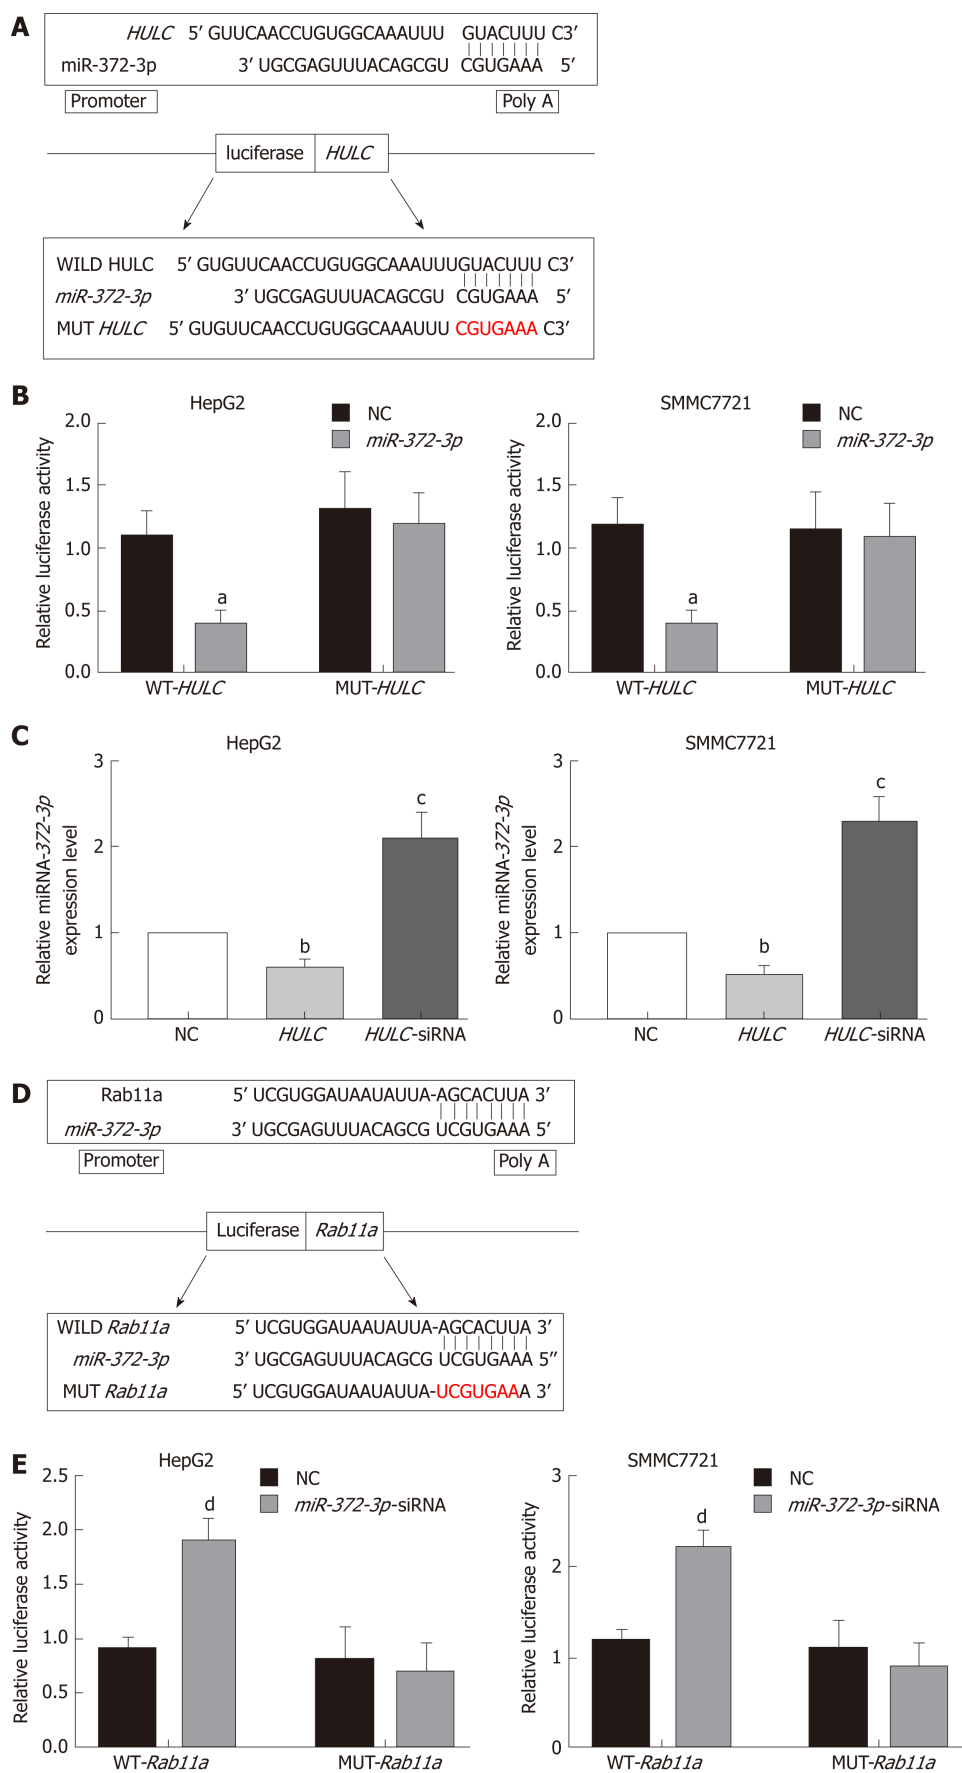 A
HULC 5′ GUUCAACCUGUGGCAAAUUU GUACUUU C3′
miR-372-3p 3′ UGCGAGUUUACAGCGU CGUGAAA 5′
Promoter Poly A
luciferase HULC
WILD HULC 5′ GUGUUCAACCUGUGGCAAAUUUGUACUUU C3′
miR-372-3p 3′ UGCGAGUUUACAGCGU CGUGAAA 5′
MUT HULC 5′ GUGUUCAACCUGUGGCAAAUUU CGUGAAA C3′
B
HepG2
NC
miR-372-3p
Relative luciferase activity
2.0
1.5
1.0
0.5
0.0
a
WT-HULC MUT-HULC
SMMC7721
NC
miR-372-3p
Relative luciferase activity
2.0
1.5
1.0
0.5
0.0
a
WT-HULC MUT-HULC
C
HepG2
Relative miRNA-372-3p
expression level
3
2
1
0
b
c
NC HULC HULC-siRNA
SMMC7721
Relative miRNA-372-3p
expression level
3
2
1
0
b
c
NC HULC HULC-siRNA
D
Rab11a 5′ UCGUGGAUAAUAUUA-AGCACUUA 3′
miR-372-3p 3′ UGCGAGUUUACAGCG UCGUGAAA 5′
Promoter Poly A
Luciferase Rab11a
WILD Rab11a 5′ UCGUGGAUAAUAUUA-AGCACUUA 3′
miR-372-3p 3′ UGCGAGUUUACAGCG UCGUGAAA 5″
MUT Rab11a 5′ UCGUGGAUAAUAUUA-UCGUGAAA 3′
E
HepG2
NC
miR-372-3p-siRNA
Relative luciferase activity
2.5
2.0
1.5
1.0
0.5
0.0
d
WT-Rab11a MUT-Rab11a
SMMC7721
NC
miR-372-3p-siRNA
Relative luciferase activity
3
2
1
0
d
WT-Rab11a MUT-Rab11a